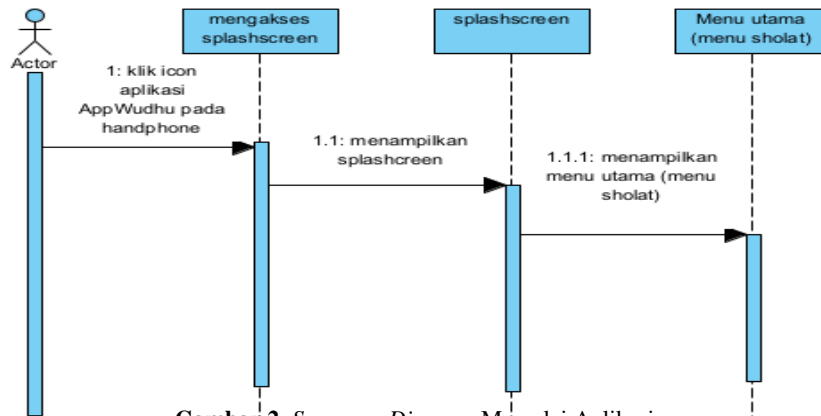 mengakses
splashscreen
splashscreen
Menu utama
(menu sholat)
Actor
1: klik icon
aplikasi
AppWudhu pada
handphone
1.1: menampilkan
splashcreen
1.1.1: menampilkan
menu utama (menu
sholat)